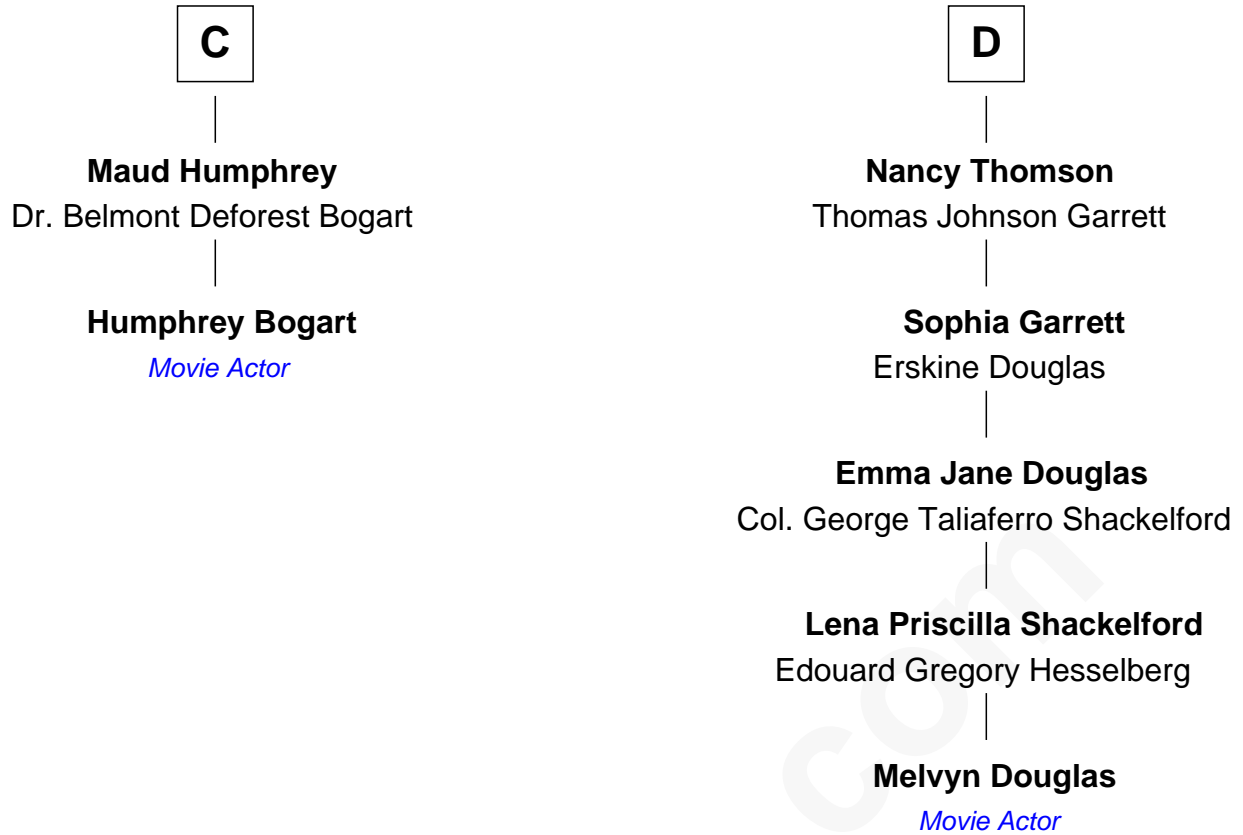 C
Maud Humphrey
Dr. Belmont Deforest Bogart
Humphrey Bogart
Movie Actor
D
Nancy Thomson
Thomas Johnson Garrett
Sophia Garrett
Erskine Douglas
Emma Jane Douglas
Col. George Taliaferro Shackelford
Lena Priscilla Shackelford
Edouard Gregory Hesselberg
Melvyn Douglas
Movie Actor
com